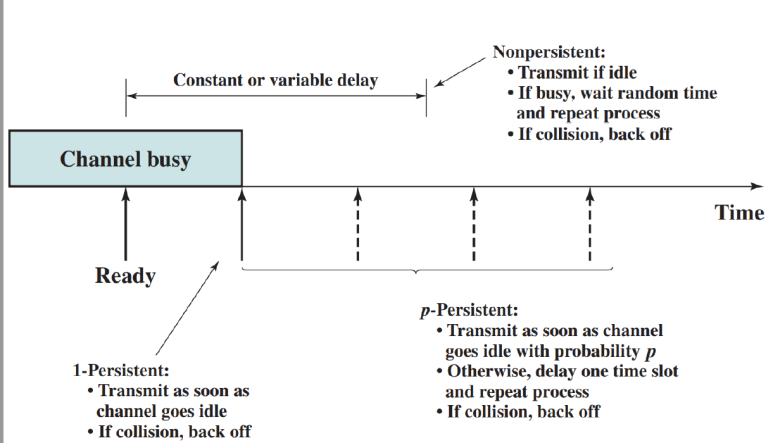 Nonpersistent:
• Transmit if idle
• If busy, wait random time
and repeat process
• If collision, back off
Constant or variable delay
Channel busy
Time
Ready
1-Persistent:
• Transmit as soon as
channel goes idle
• If collision, back off
p-Persistent:
• Transmit as soon as channel
goes idle with probability p
• Otherwise, delay one time slot
and repeat process
• If collision, back off